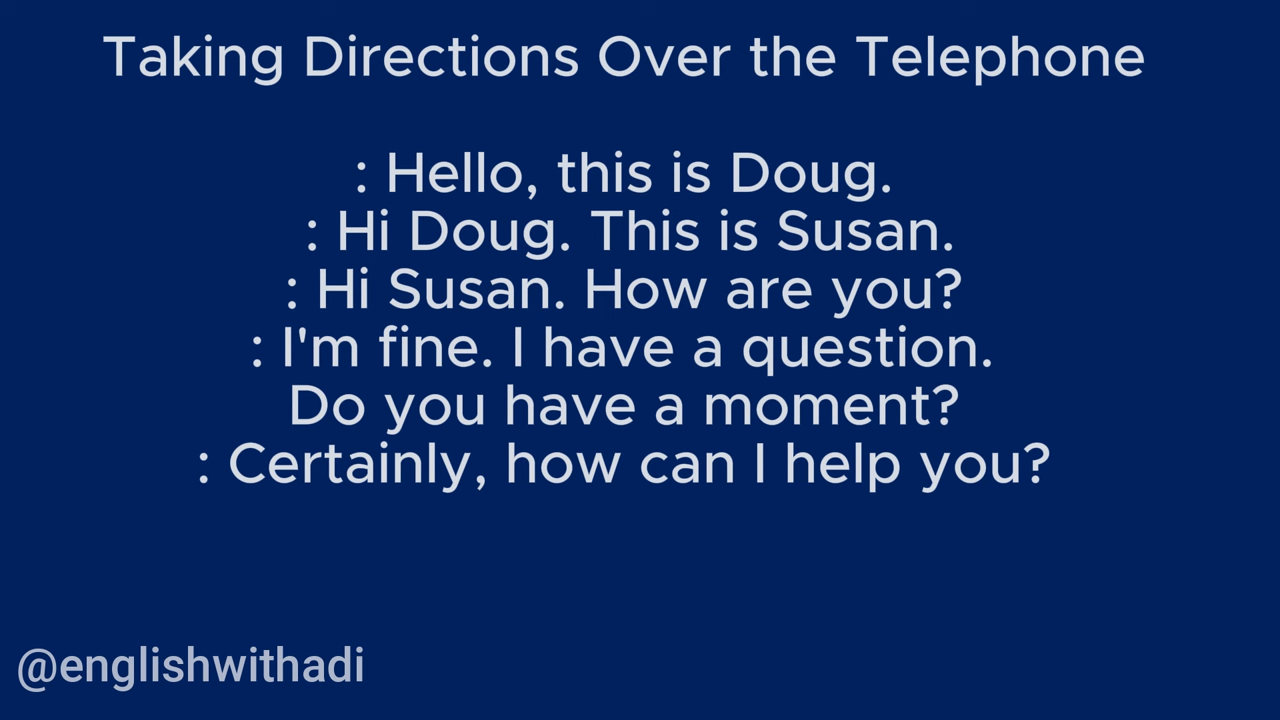 Taking Directions Over the Telephone
: Hello, this is Doug.
: Hi Doug. This is Susan.
: Hi Susan. How are you?
: I'm fine. I have a question.
Do you have a moment?
: Certainly, how can I help you?
@englishwithadi